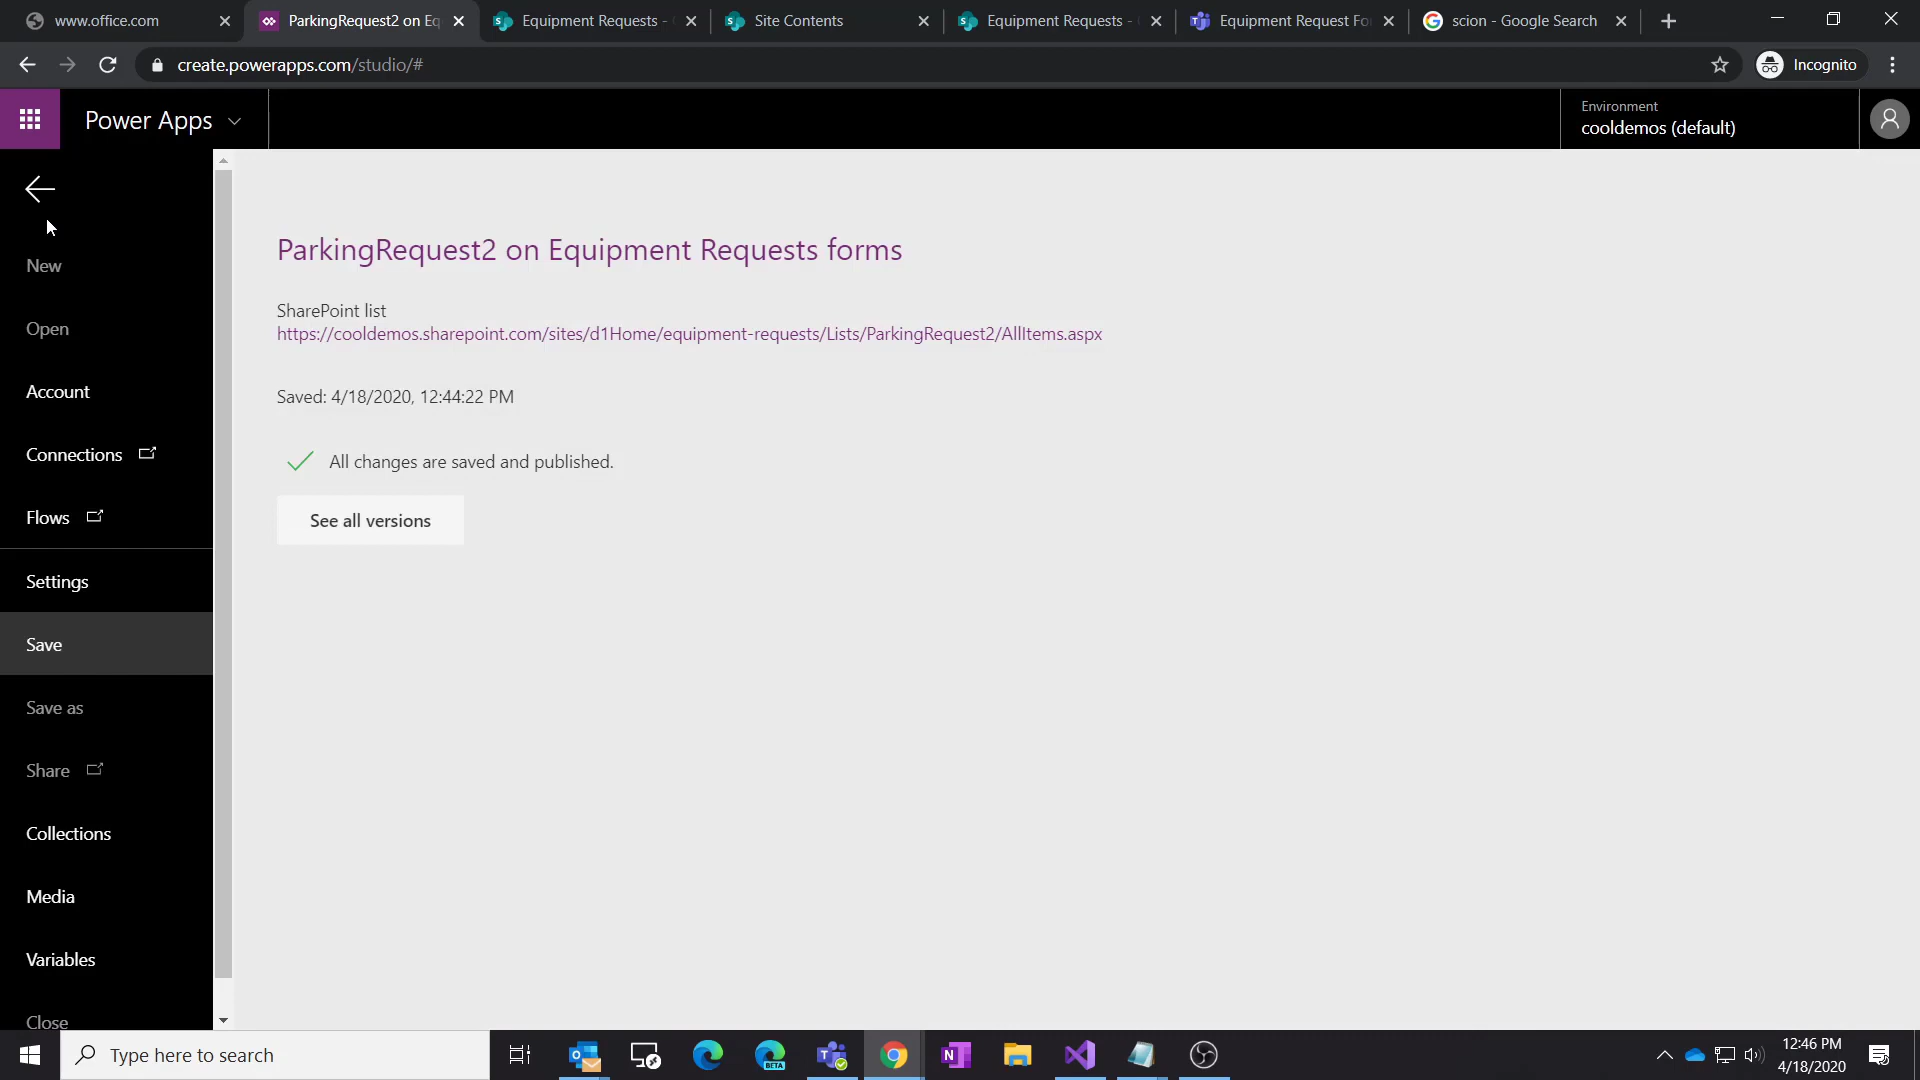 www.office.com
ParkingRequest2 on Eq
Equipment Requests -
Site Contents
Equipment Requests -
Equipment Request Fo
scion - Google Search
create.powerapps.com/studio/#
Incognito
Power Apps
Environment
cooldemos (default)
New
Open
Account
Connections
Flows
Settings
Save
Save as
Share
Collections
Media
Variables
Close
ParkingRequest2 on Equipment Requests forms
SharePoint list
https://cooldemos.sharepoint.com/sites/d1Home/equipment-requests/Lists/ParkingRequest2/AllItems.aspx
Saved: 4/18/2020, 12:44:22 PM
All changes are saved and published.
See all versions
Type here to search
BETA
12:46 PM
4/18/2020